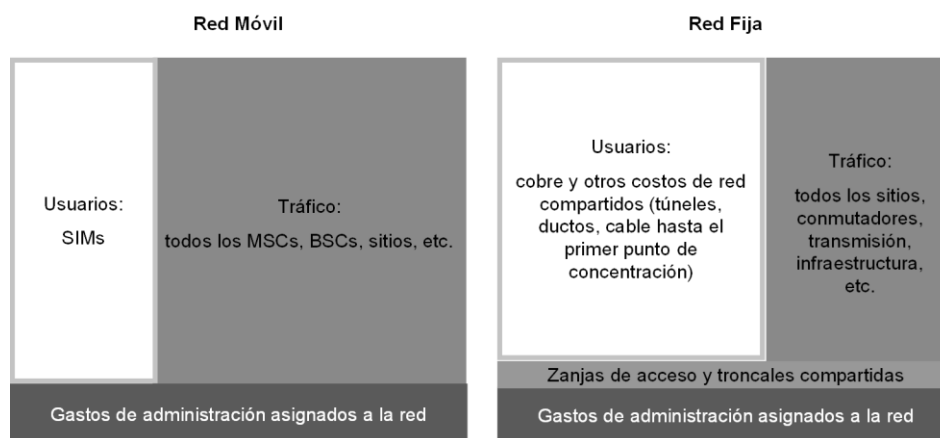 Red Móvil
Usuarios:
SIMs
Tráfico:
todos los MSCs, BSCs, sitios, etc.
Gastos de administración asignados a la red
Red Fija
Usuarios:
cobre y otros costos de red
compartidos (túneles,
ductos, cable hasta el
primer punto de
concentración)
Tráfico:
todos los sitios,
conmutadores,
transmisión,
infraestructura,
etc.
Zanjas de acceso y troncales compartidas
Gastos de administración asignados a la red